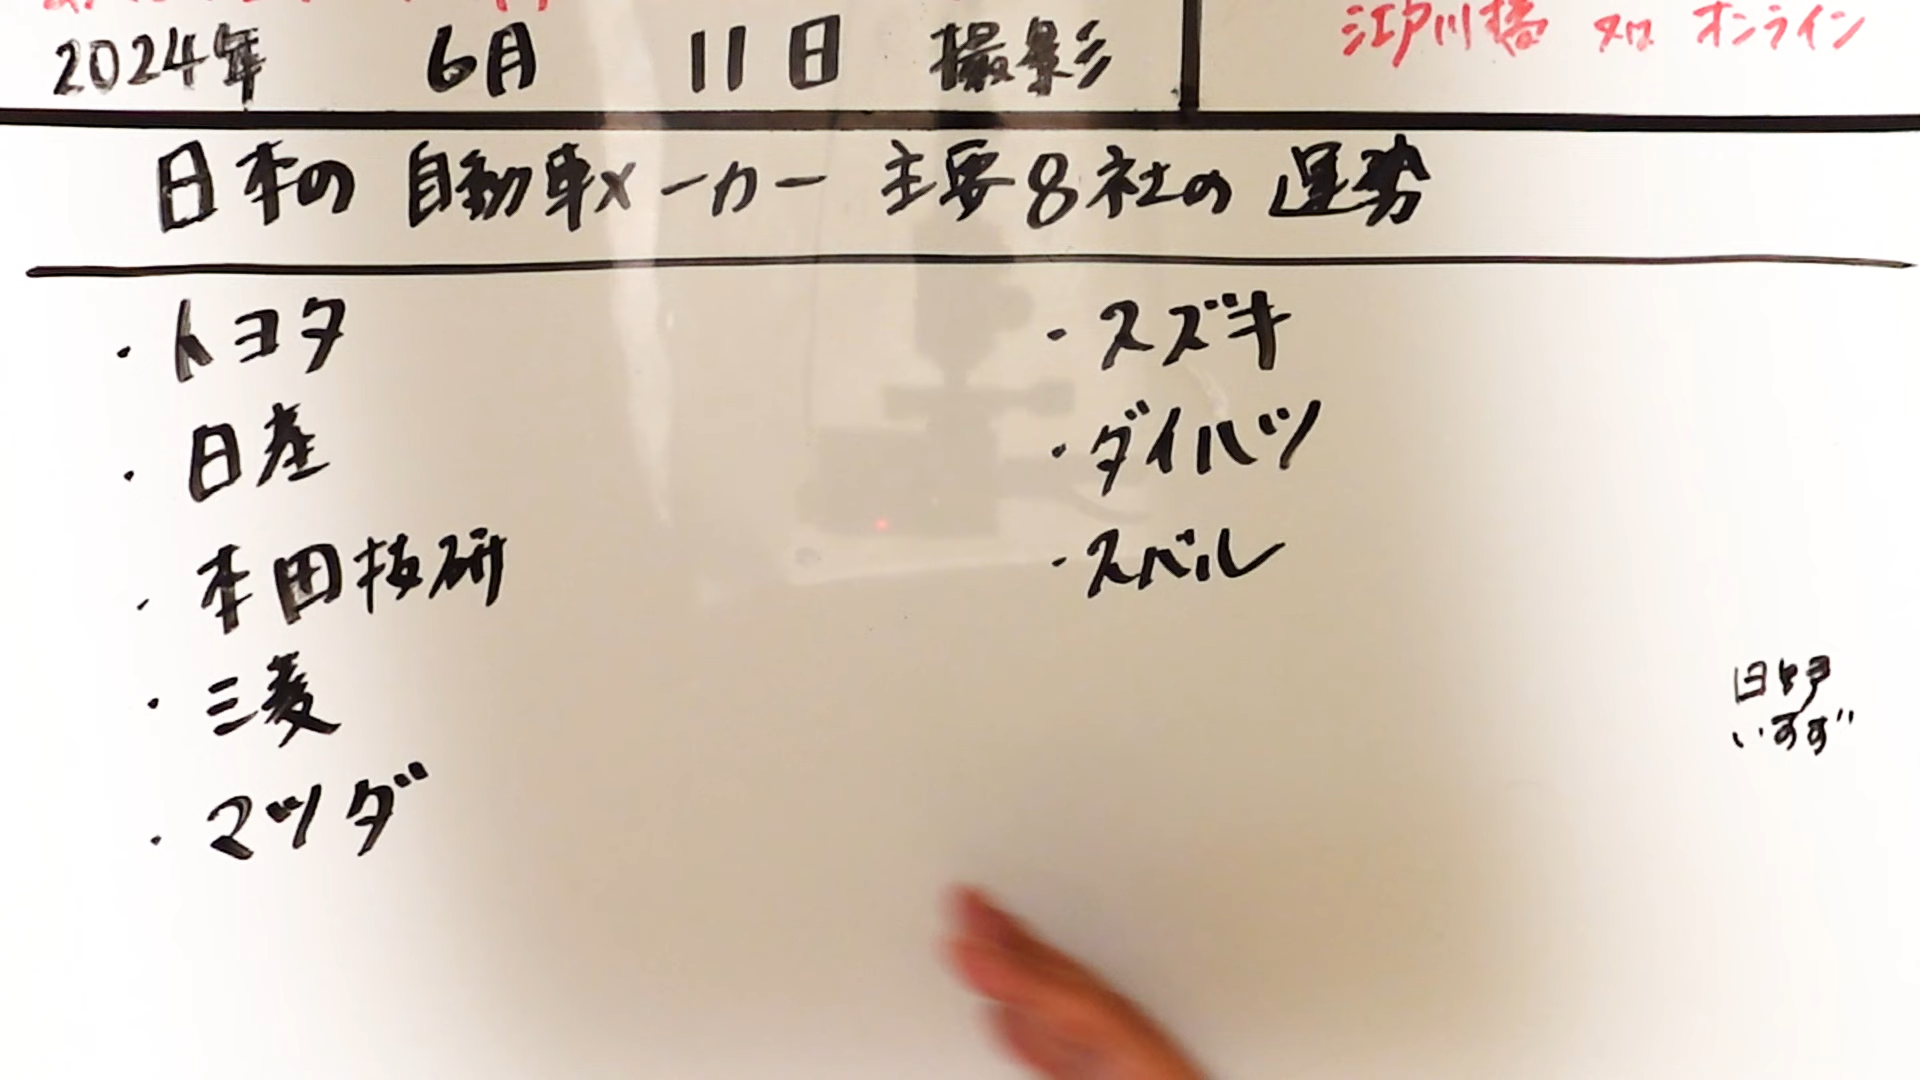 2024年 6月 11日 撮影
江戸川橋 タロ オンライン
日本の自動車メーカー 主要8社の運勢
・トヨタ
・日産
・本田技研
・三菱
・マツダ
・スズキ
・ダイハツ
・スバル
日野
いすず